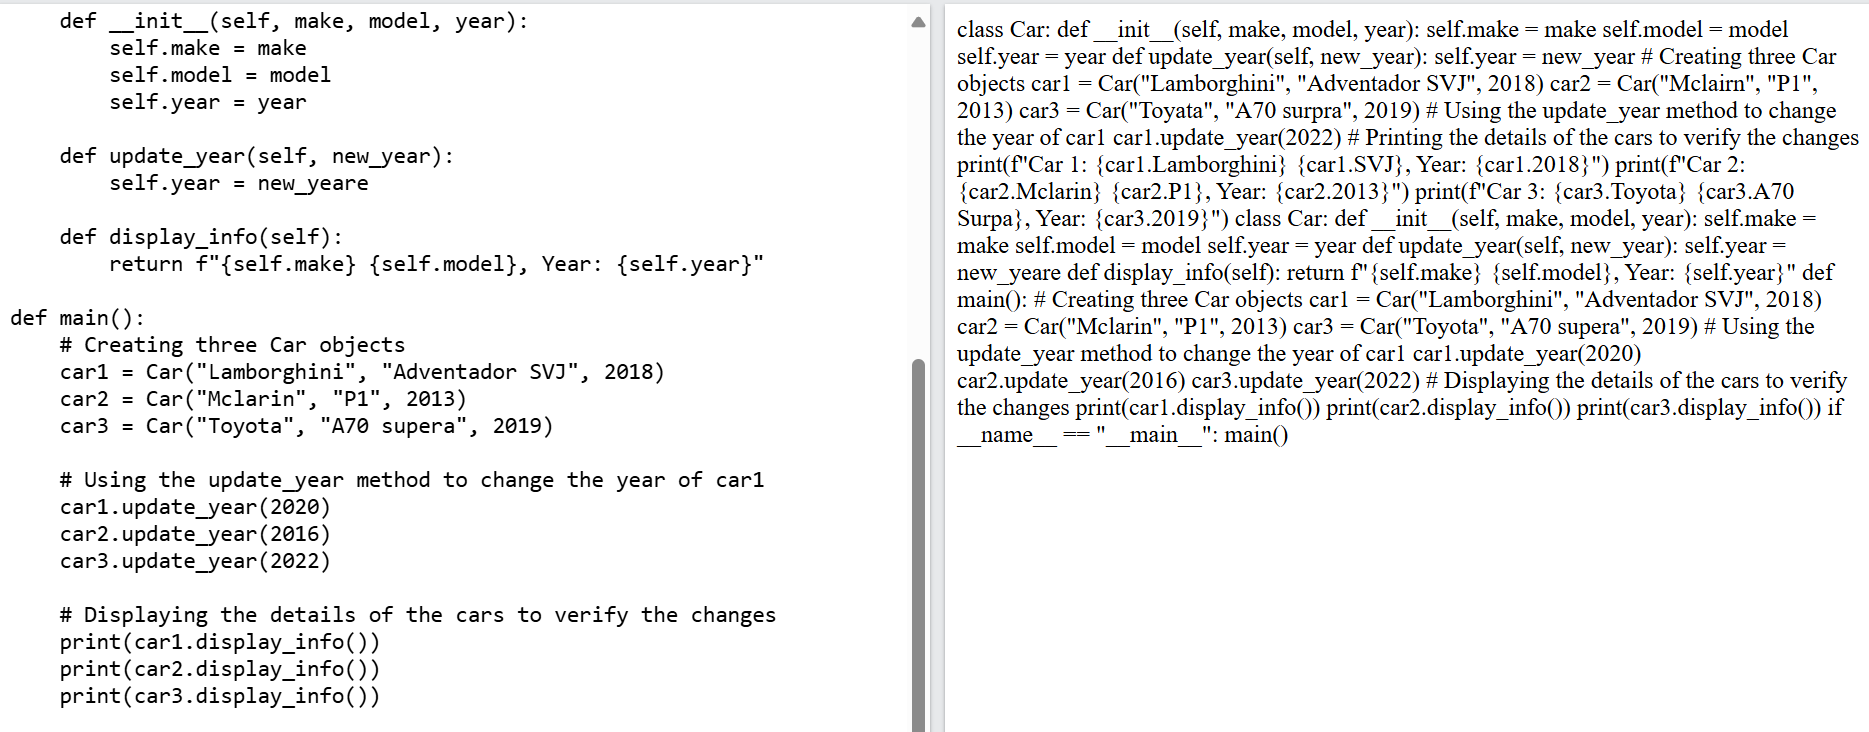 def __init__(self, make, model, year):
self.make = make
self.model = model
self.year = year
def update_year(self, new_year):
self.year = new_yeare
def display_info(self):
return f"{self.make} {self.model}, Year: {self.year}"
def main():
# Creating three Car objects
car1 = Car("Lamborghini", "Adventador SVJ", 2018)
car2 = Car("Mclarin", "P1", 2013)
car3 = Car("Toyota", "A70 supera", 2019)
# Using the update_year method to change the year of car1
car1.update_year(2020)
car2.update_year(2016)
car3.update_year(2022)
# Displaying the details of the cars to verify the changes
print(car1.display_info())
print(car2.display_info())
print(car3.display_info())
class Car: def __init__(self, make, model, year): self.make = make self.model = model
self.year = year def update_year(self, new_year): self.year = new_year # Creating three Car
objects car1 = Car("Lamborghini", "Adventador SVJ", 2018) car2 = Car("Mclairn", "P1",
2013) car3 = Car("Toyata", "A70 surpra", 2019) # Using the update_year method to change
the year of car1 car1.update_year(2022) # Printing the details of the cars to verify the changes
print(f"Car 1: {car1.Lamborghini} {car1.SVJ}, Year: {car1.2018}") print(f"Car 2:
{car2.Mclarin} {car2.P1}, Year: {car2.2013}") print(f"Car 3: {car3.Toyota} {car3.A70
Surpa}, Year: {car3.2019}") class Car: def __init__(self, make, model, year): self.make =
make self.model = model self.year = year def update_year(self, new_year): self.year =
new_yeare def display_info(self): return f"{self.make} {self.model}, Year: {self.year}" def
main(): # Creating three Car objects car1 = Car("Lamborghini", "Adventador SVJ", 2018)
car2 = Car("Mclarin", "P1", 2013) car3 = Car("Toyota", "A70 supera", 2019) # Using the
update_year method to change the year of car1 car1.update_year(2020)
car2.update_year(2016) car3.update_year(2022) # Displaying the details of the cars to verify
the changes print(car1.display_info()) print(car2.display_info()) print(car3.display_info()) if
__name__ == "__main__": main()